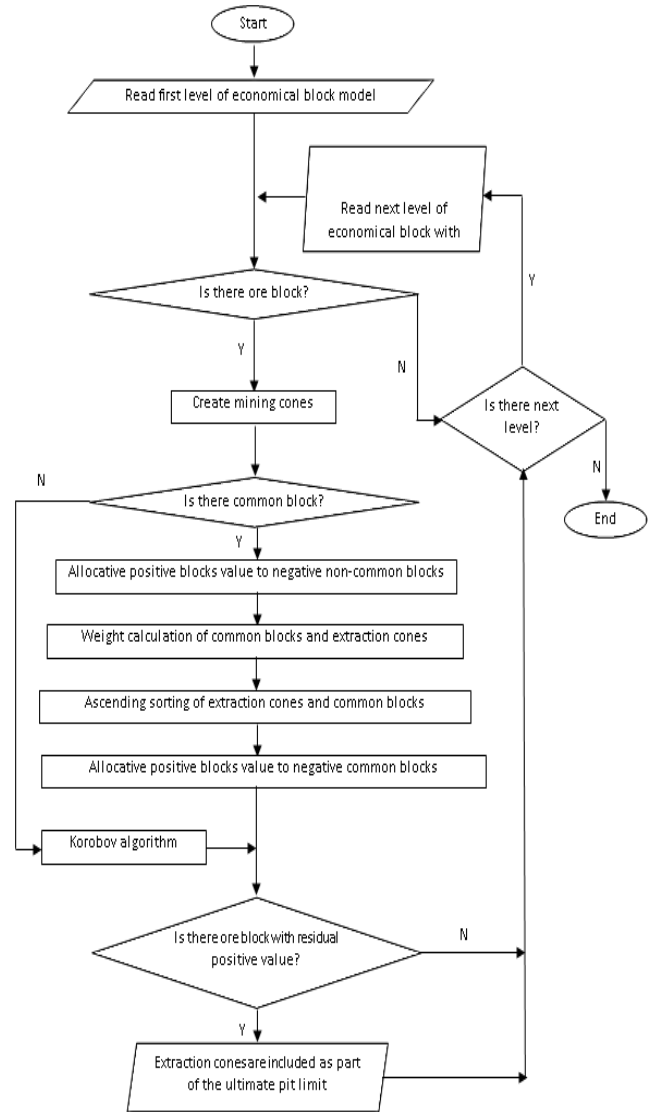 Start
Read first level of economical block model
Read next level of
economical block with
Is there ore block?
Y
Y
N
Create mining cones
Is there next
level?
N
Is there common block?
N
End
Y
Allocative positive blocks value to negative non-common blocks
Weight calculation of common blocks and extraction cones
Ascending sorting of extraction cones and common blocks
Allocative positive blocks value to negative common blocks
Korobov algorithm
Is there ore block with residual
positive value?
N
Y
Extraction conesare included as part
of the ultimate pit limit